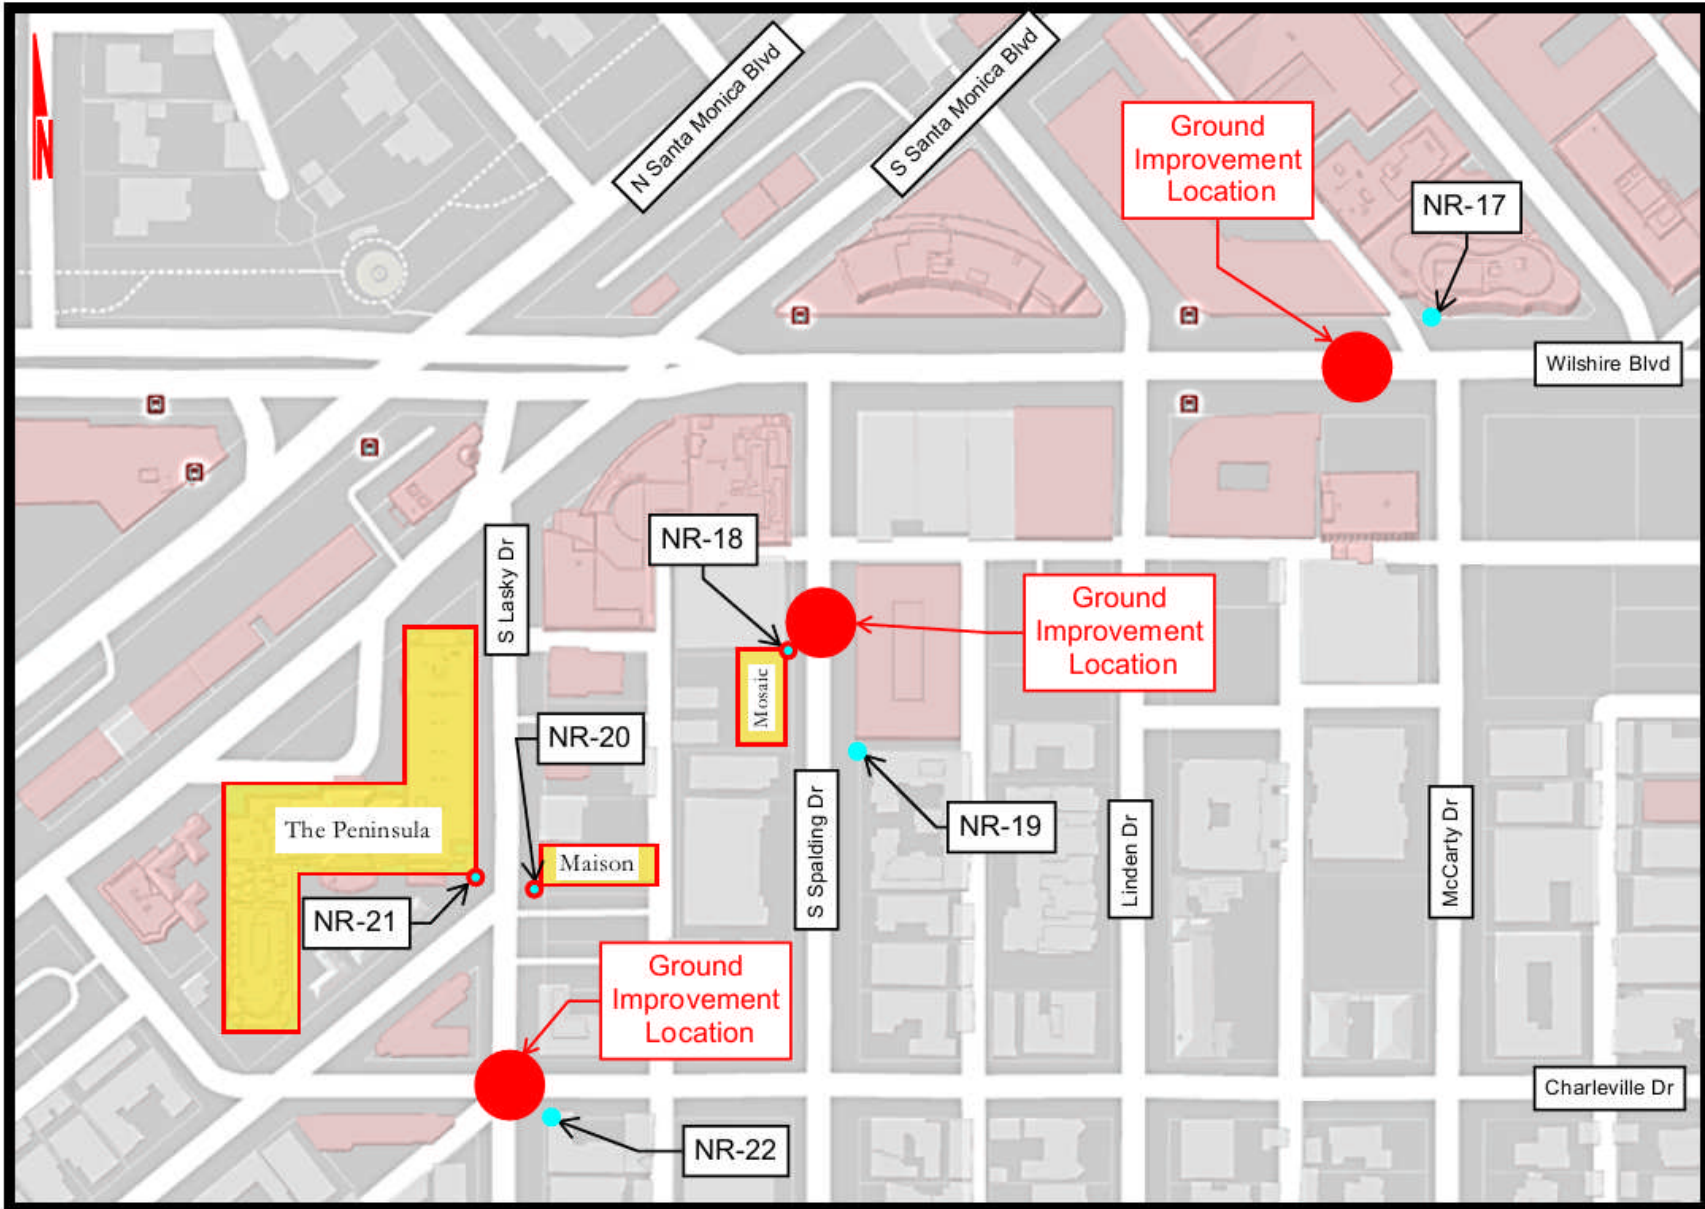 N
N Santa Monica Blvd
S Santa Monica Blvd
Ground
Improvement
Location
NR-17
Wilshire Blvd
S Lasky Dr
NR-18
Ground
Improvement
Location
Mosaic
NR-20
The Peninsula
S Spalding Dr
NR-19
Linden Dr
McCarty Dr
Maison
NR-21
Ground
Improvement
Location
Charleville Dr
NR-22